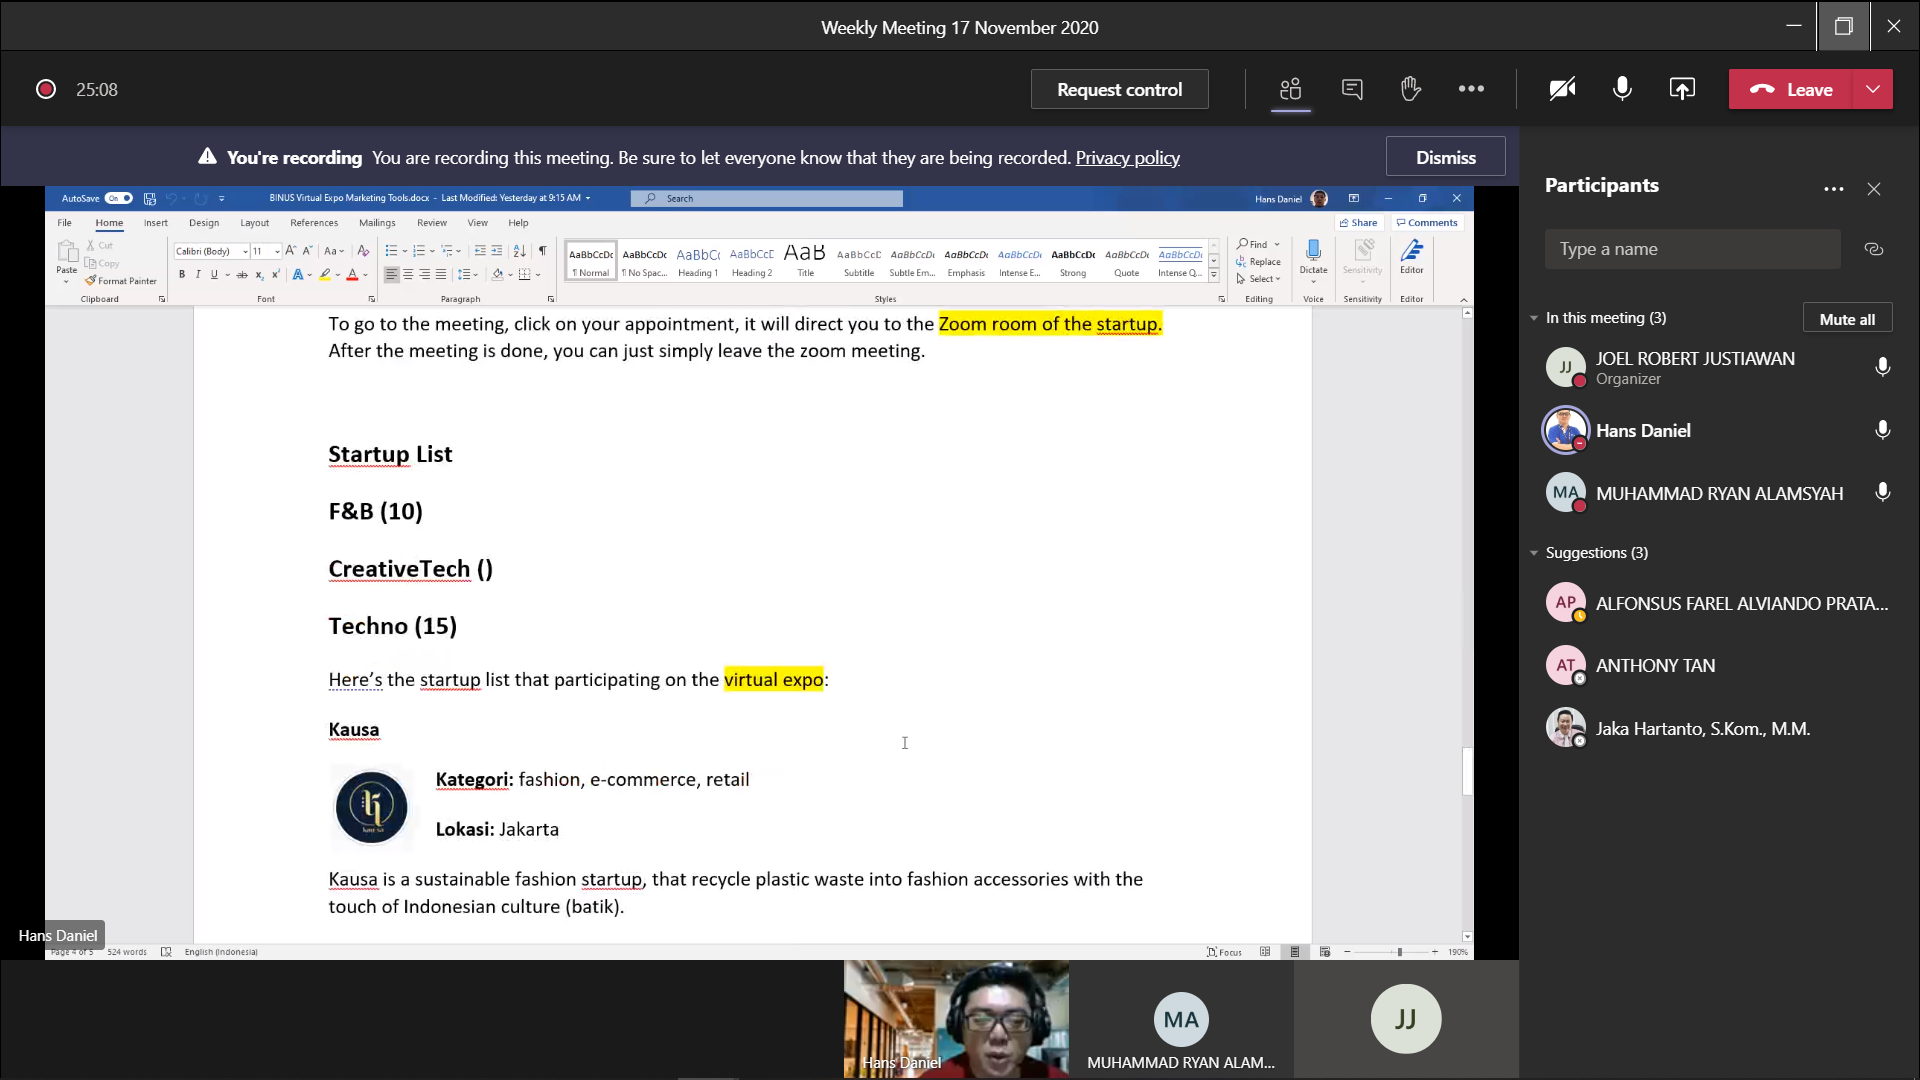 Weekly Meeting 17 November 2020
25:08
Request control
Leave
You're recording You are recording this meeting. Be sure to let everyone know that they are being recorded. Privacy policy
Dismiss
AutoSave On
BINUS Virtual Expo Marketing Tools.docx - Last Modified: Yesterday at 9:15 AM
Search
Hans Daniel
File Home Insert Design Layout References Mailings Review View Help
Share Comments
Paste
Cut
Copy
Format Painter
Clipboard
Calibri (Body) 11
Font
Paragraph
AaBbCcDc AaBbCcDc AaBbCc AaBbCcD AaB AaBbCcD AaBbCcDc AaBbCcDc AaBbCcDc AaBbCcDc AaBbCcDc AaBbCcDc
¶ Normal ¶ No Spac... Heading 1 Heading 2 Title Subtitle Subtle Em... Emphasis Intense E... Strong Quote Intense Q...
Styles
Find
Replace
Select
Editing
Dictate
Voice
Sensitivity
Sensitivity
Editor
Editor
To go to the meeting, click on your appointment, it will direct you to the Zoom room of the startup.
After the meeting is done, you can just simply leave the zoom meeting.
Startup List
F&B (10)
CreativeTech ()
Techno (15)
Here's the startup list that participating on the virtual expo:
Kausa
Kategori: fashion, e-commerce, retail
Lokasi: Jakarta
Kausa is a sustainable fashion startup, that recycle plastic waste into fashion accessories with the
touch of Indonesian culture (batik).
Hans Daniel
Page 4 of 5 524 words English (Indonesia)
Focus
190%
Participants
Type a name
In this meeting (3)
Mute all
JJ
JOEL ROBERT JUSTIAWAN
Organizer
Hans Daniel
MA
MUHAMMAD RYAN ALAMSYAH
Suggestions (3)
AP
ALFONSUS FAREL ALVIANDO PRATA...
AT
ANTHONY TAN
Jaka Hartanto, S.Kom., M.M.
Hans Daniel
MA
MUHAMMAD RYAN ALAM...
JJ